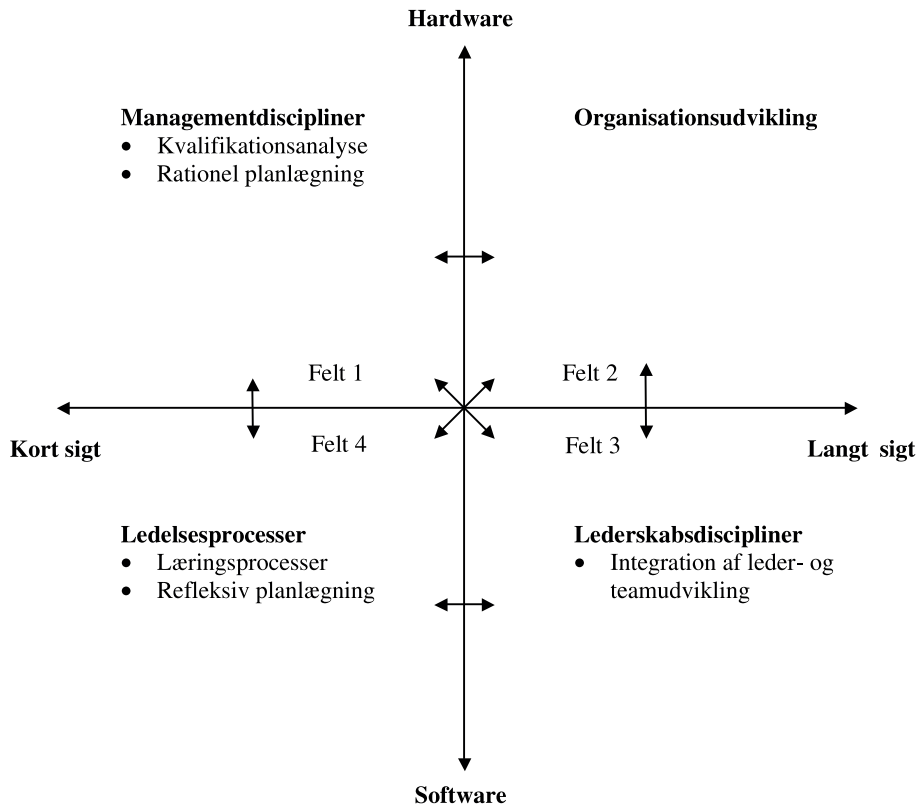 Hardware
Managementdiscipliner
• Kvalifikationsanalyse
• Rationel planlægning
Organisationsudvikling
Felt 1
Felt 2
Kort sigt
Felt 4
Felt 3
Langt sigt
Ledelsesprocesser
• Læringsprocesser
• Refleksiv planlægning
Lederskabsdiscipliner
• Integration af leder- og
teamudvikling
Software